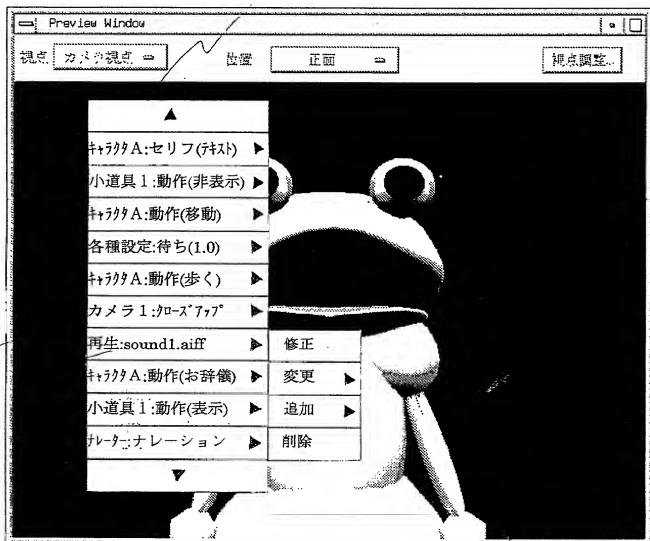 Preview Window
視点 カメラ視点 位置 正面 視点調整...
▲
キャラクタA:セリフ(テキスト) ▶
小道具1:動作(非表示) ▶
キャラクタA:動作(移動) ▶
各種設定:待ち(1.0) ▶
キャラクタA:動作(歩く) ▶
カメラ1:クローズアップ ▶
再生:sound1.aiff ▶ 修正
キャラクタA:動作(お辞儀) ▶ 変更 ▶
小道具1:動作(表示) ▶ 追加 ▶
ナレーター:ナレーション ▶ 削除
▼